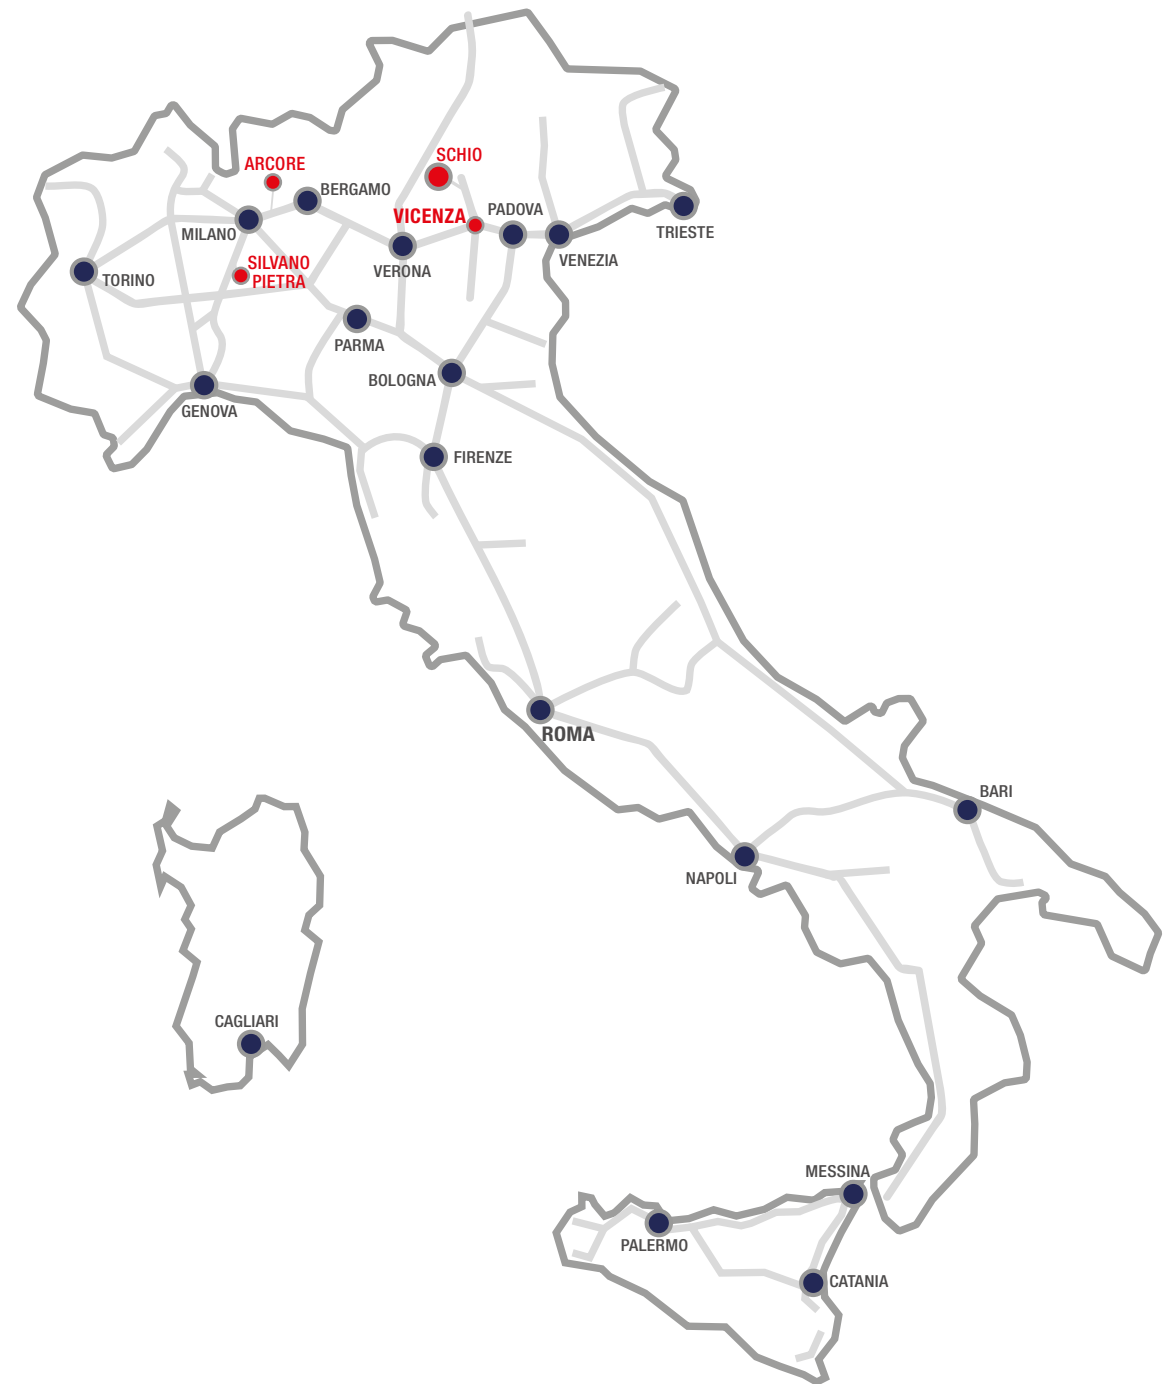 SCHIO
ARCORE
BERGAMO
PADOVA
VICENZA
MILANO
TRIESTE
VENEZIA
SILVANO
PIETRA
VERONA
TORINO
PARMA
BOLOGNA
GENOVA
FIRENZE
ROMA
BARI
NAPOLI
CAGLIARI
MESSINA
PALERMO
CATANIA